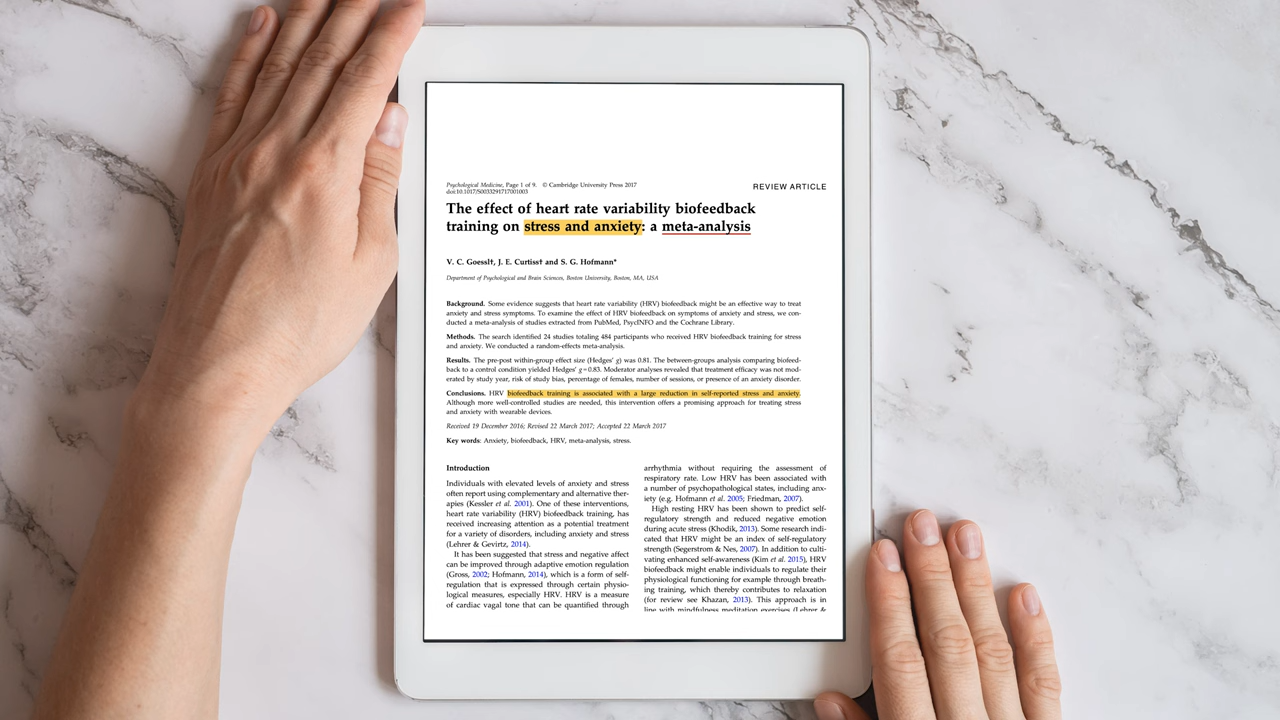 Psychological Medicine, Page 1 of 9. © Cambridge University Press 2017
doi:10.1017/S0033291717001003
REVIEW ARTICLE
The effect of heart rate variability biofeedback
training on stress and anxiety: a meta-analysis
V. C. Goessl†, J. E. Curtiss† and S. G. Hofmann*
Department of Psychological and Brain Sciences, Boston University, Boston, MA, USA
Background. Some evidence suggests that heart rate variability (HRV) biofeedback might be an effective way to treat
anxiety and stress symptoms. To examine the effect of HRV biofeedback on symptoms of anxiety and stress, we con-
ducted a meta-analysis of studies extracted from PubMed, PsycINFO and the Cochrane Library.
Methods. The search identified 24 studies totaling 484 participants who received HRV biofeedback training for stress
and anxiety. We conducted a random-effects meta-analysis.
Results. The pre-post within-group effect size (Hedges' g) was 0.81. The between-groups analysis comparing biofeed-
back to a control condition yielded Hedges' g = 0.83. Moderator analyses revealed that treatment efficacy was not mod-
erated by study year, risk of study bias, percentage of females, number of sessions, or presence of an anxiety disorder.
Conclusions. HRV biofeedback training is associated with a large reduction in self-reported stress and anxiety.
Although more well-controlled studies are needed, this intervention offers a promising approach for treating stress
and anxiety with wearable devices.
Received 19 December 2016; Revised 22 March 2017; Accepted 22 March 2017
Key words: Anxiety, biofeedback, HRV, meta-analysis, stress.
Introduction
Individuals with elevated levels of anxiety and stress
often report using complementary and alternative ther-
apies (Kessler et al. 2001). One of these interventions,
heart rate variability (HRV) biofeedback training, has
received increasing attention as a potential treatment
for a variety of disorders, including anxiety and stress
(Lehrer & Gevirtz, 2014).
It has been suggested that stress and negative affect
can be improved through adaptive emotion regulation
(Gross, 2002; Hofmann, 2014), which is a form of self-
regulation that is expressed through certain physio-
logical measures, especially HRV. HRV is a measure
of cardiac vagal tone that can be quantified through
arrhythmia without requiring the assessment of
respiratory rate. Low HRV has been associated with
a number of psychopathological states, including anx-
iety (e.g. Hofmann et al. 2005; Friedman, 2007).
High resting HRV has been shown to predict self-
regulatory strength and reduced negative emotion
during acute stress (Khodik, 2013). Some research indi-
cated that HRV might be an index of self-regulatory
strength (Segerstrom & Nes, 2007). In addition to culti-
vating enhanced self-awareness (Kim et al. 2015), HRV
biofeedback might enable individuals to regulate their
physiological functioning for example through breath-
ing training, which thereby contributes to relaxation
(for review see Khazan, 2013). This approach is in
line with mindfulness meditation exercises (Lehrer &